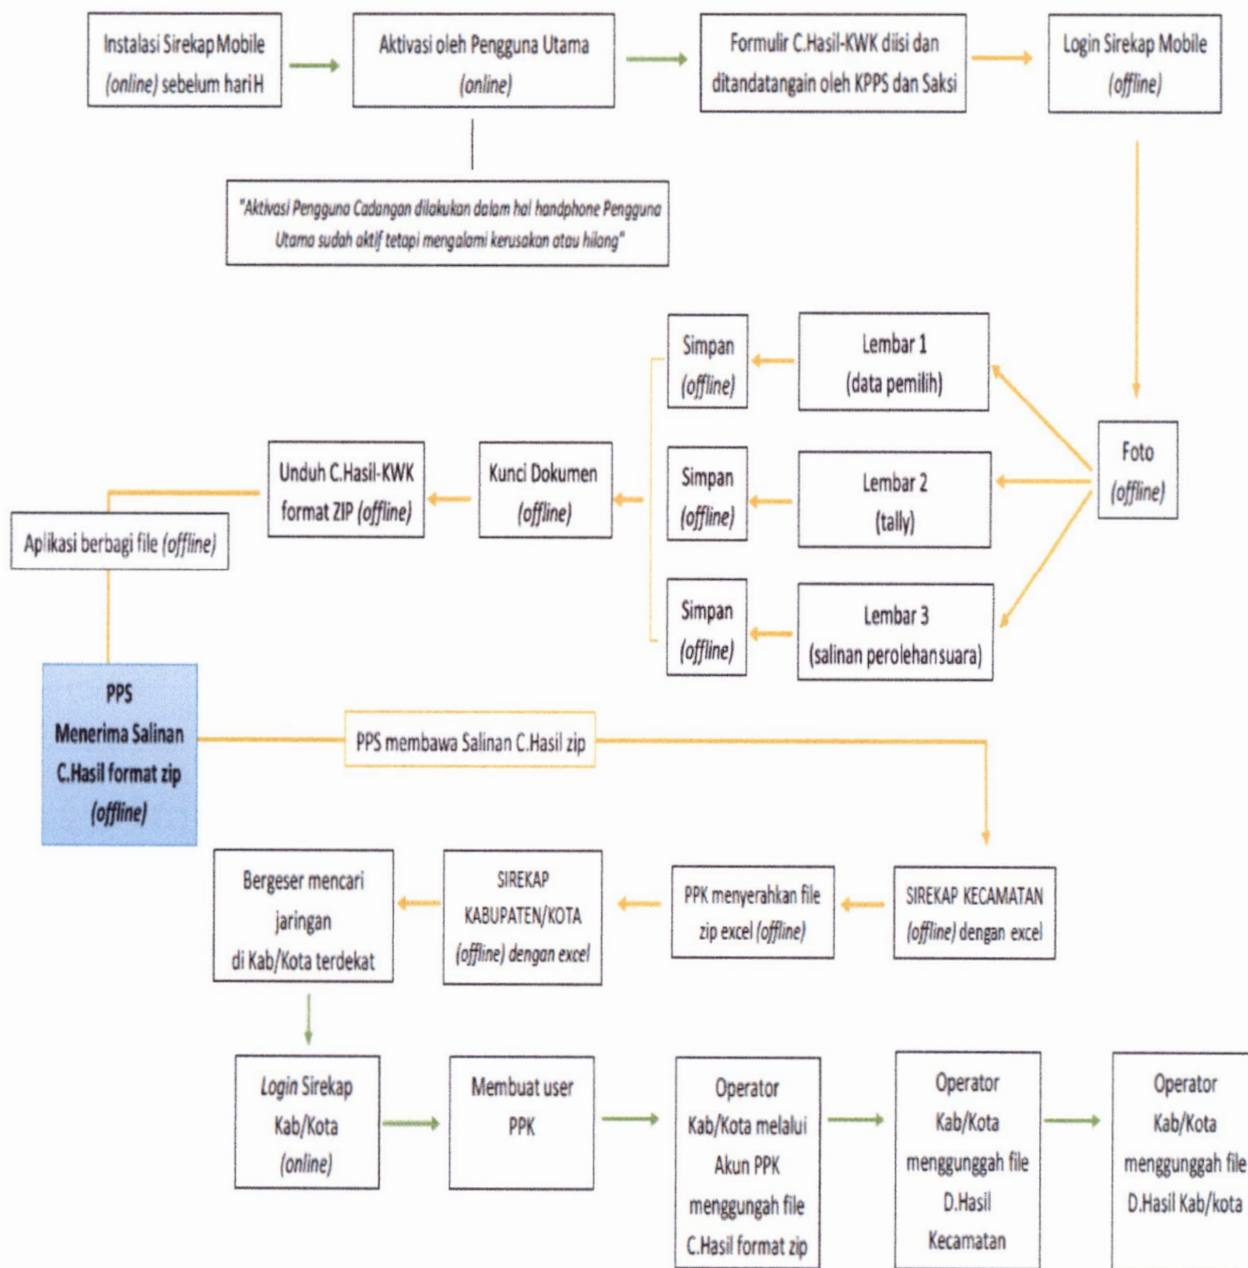 Instalasi Sirekap Mobile
(online) sebelum hari H
Aktivasi oleh Pengguna Utama
(online)
Formulir C.Hasil-KWK diisi dan
ditandatangain oleh KPPS dan Saksi
Login Sirekap Mobile
(offline)
"Aktivasi Pengguna Cadangan dilakukan dalam hal handphone Pengguna
Utama sudah aktif tetapi mengalami kerusakan atau hilang"
Foto
(offline)
Lembar 1
(data pemilih)
Simpan
(offline)
Lembar 2
(tally)
Simpan
(offline)
Lembar 3
(salinan perolehan suara)
Simpan
(offline)
Kunci Dokumen
(offline)
Unduh C.Hasil-KWK
format ZIP (offline)
Aplikasi berbagi file (offline)
PPS
Menerima Salinan
C.Hasil format zip
(offline)
PPS membawa Salinan C.Hasil zip
SIREKAP KECAMATAN
(offline) dengan excel
PPK menyerahkan file
zip excel (offline)
SIREKAP
KABUPATEN/KOTA
(offline) dengan excel
Bergeser mencari
jaringan
di Kab/Kota terdekat
Login Sirekap
Kab/Kota
(online)
Membuat user
PPK
Operator
Kab/Kota melalui
Akun PPK
menggungah file
C.Hasil format zip
Operator
Kab/Kota
menggunggah file
D.Hasil
Kecamatan
Operator
Kab/Kota
menggunggah file
D.Hasil Kab/kota